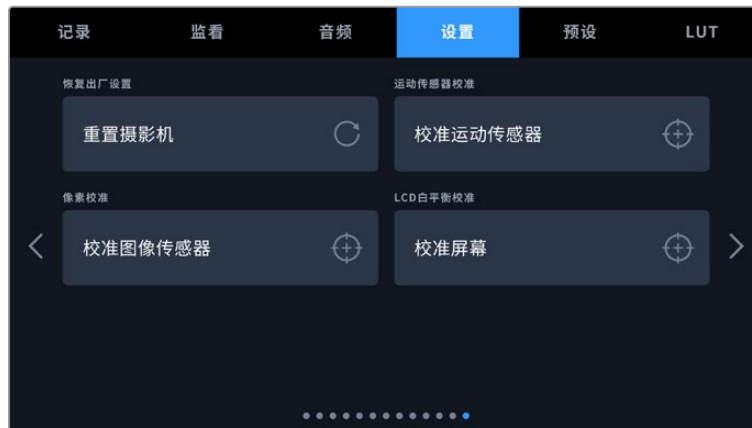 记录 监看 音频 设置 预设 LUT
恢复出厂设置 运动传感器校准
重置摄影机 校准运动传感器
像素校准 LCD白平衡校准
校准图像传感器 校准屏幕